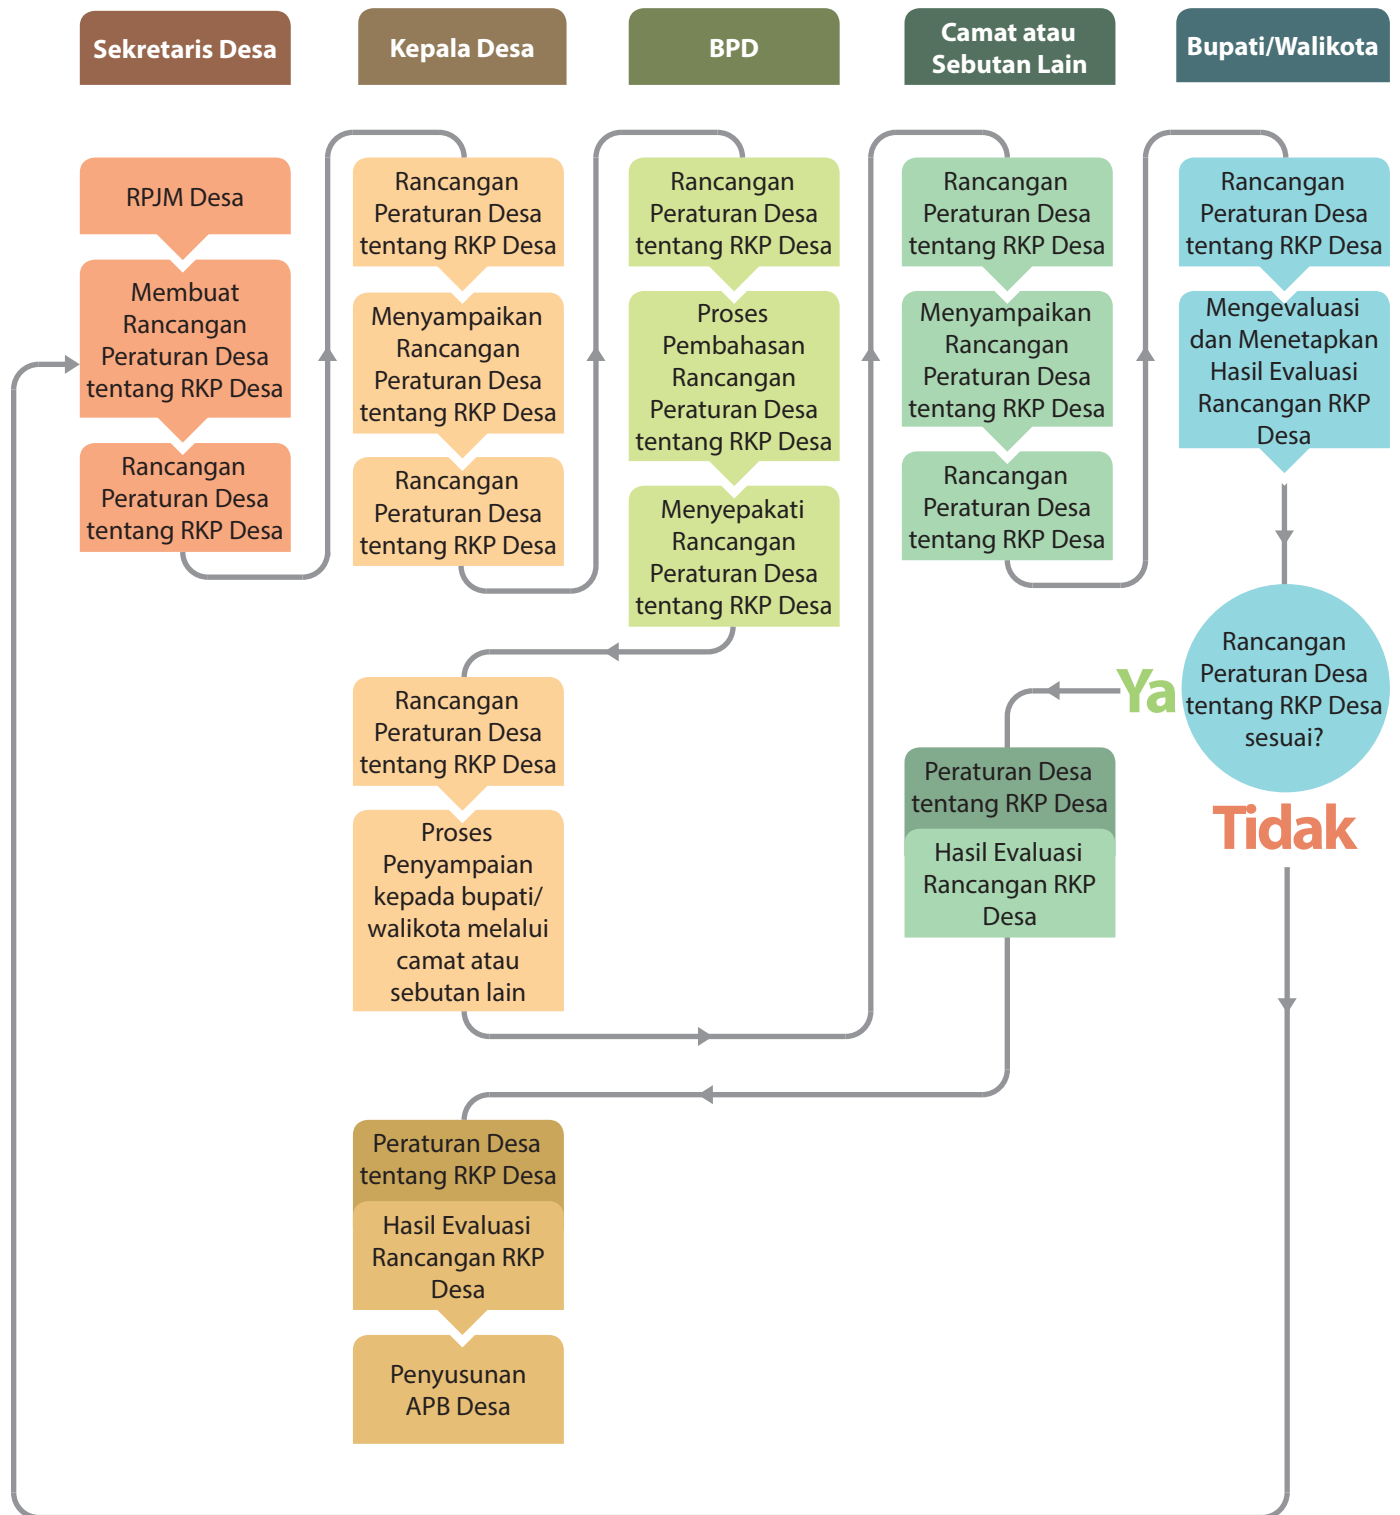 Sekretaris Desa
Kepala Desa
BPD
Camat atau
Sebutan Lain
Bupati/Walikota
RPJM Desa
Membuat
Rancangan
Peraturan Desa
tentang RKP Desa
Rancangan
Peraturan Desa
tentang RKP Desa
Rancangan
Peraturan Desa
tentang RKP Desa
Menyampaikan
Rancangan
Peraturan Desa
tentang RKP Desa
Rancangan
Peraturan Desa
tentang RKP Desa
Rancangan
Peraturan Desa
tentang RKP Desa
Proses
Pembahasan
Rancangan
Peraturan Desa
tentang RKP Desa
Menyepakati
Rancangan
Peraturan Desa
tentang RKP Desa
Rancangan
Peraturan Desa
tentang RKP Desa
Proses
Penyampaian
kepada bupati/
walikota melalui
camat atau
sebutan lain
Rancangan
Peraturan Desa
tentang RKP Desa
Menyampaikan
Rancangan
Peraturan Desa
tentang RKP Desa
Rancangan
Peraturan Desa
tentang RKP Desa
Rancangan
Peraturan Desa
tentang RKP Desa
Mengevaluasi
dan Menetapkan
Hasil Evaluasi
Rancangan RKP
Desa
Rancangan
Peraturan Desa
tentang RKP Desa
sesuai?
Ya
Tidak
Peraturan Desa
tentang RKP Desa
Hasil Evaluasi
Rancangan RKP
Desa
Peraturan Desa
tentang RKP Desa
Hasil Evaluasi
Rancangan RKP
Desa
Penyusunan
APB Desa